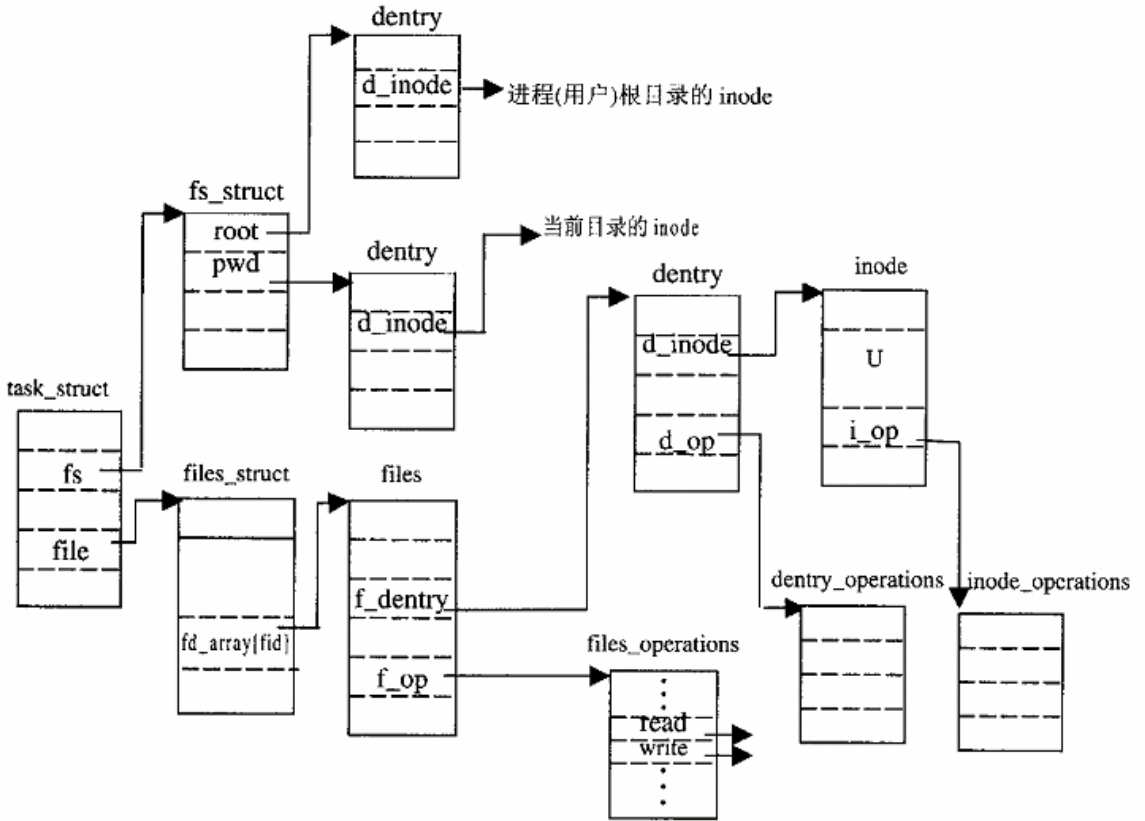 dentry
d_inode
进程(用户)根目录的 inode
fs_struct
root
pwd
当前目录的 inode
dentry
d_inode
dentry
d_inode
d_op
inode
U
i_op
task_struct
fs
file
files_struct
fd_array[fid]
files
f_dentry
f_op
dentry_operations
inode_operations
files_operations
read
write